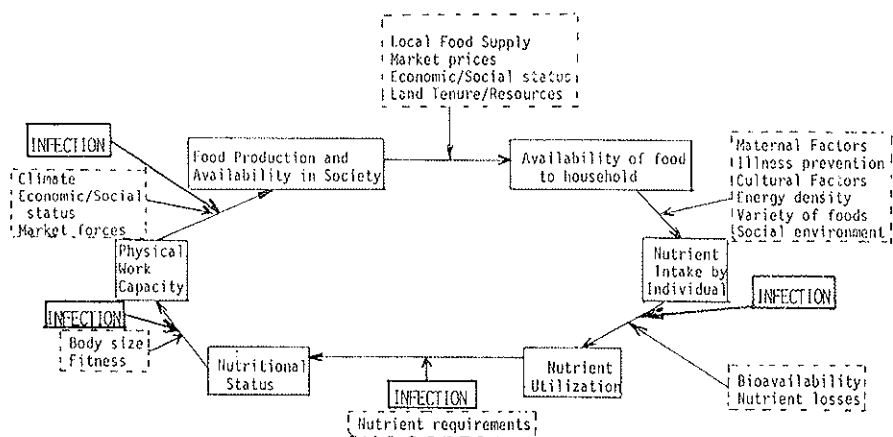 Local Food Supply
Market prices
Economic/Social status
Land Tenure/Resources
INFECTION
Food Production and
Availability in Society
Availability of food
to household
Maternal Factors
Illness prevention
Cultural Factors
Energy density
Variety of foods
Social environment
Climate
Economic/Social
status
Market forces
Physical
Work
Capacity
Nutrient
Intake by
Individual
INFECTION
INFECTION
Body size
Fitness
Nutritional
Status
INFECTION
Nutrient requirements
Nutrient
Utilization
Bioavailability
Nutrient losses